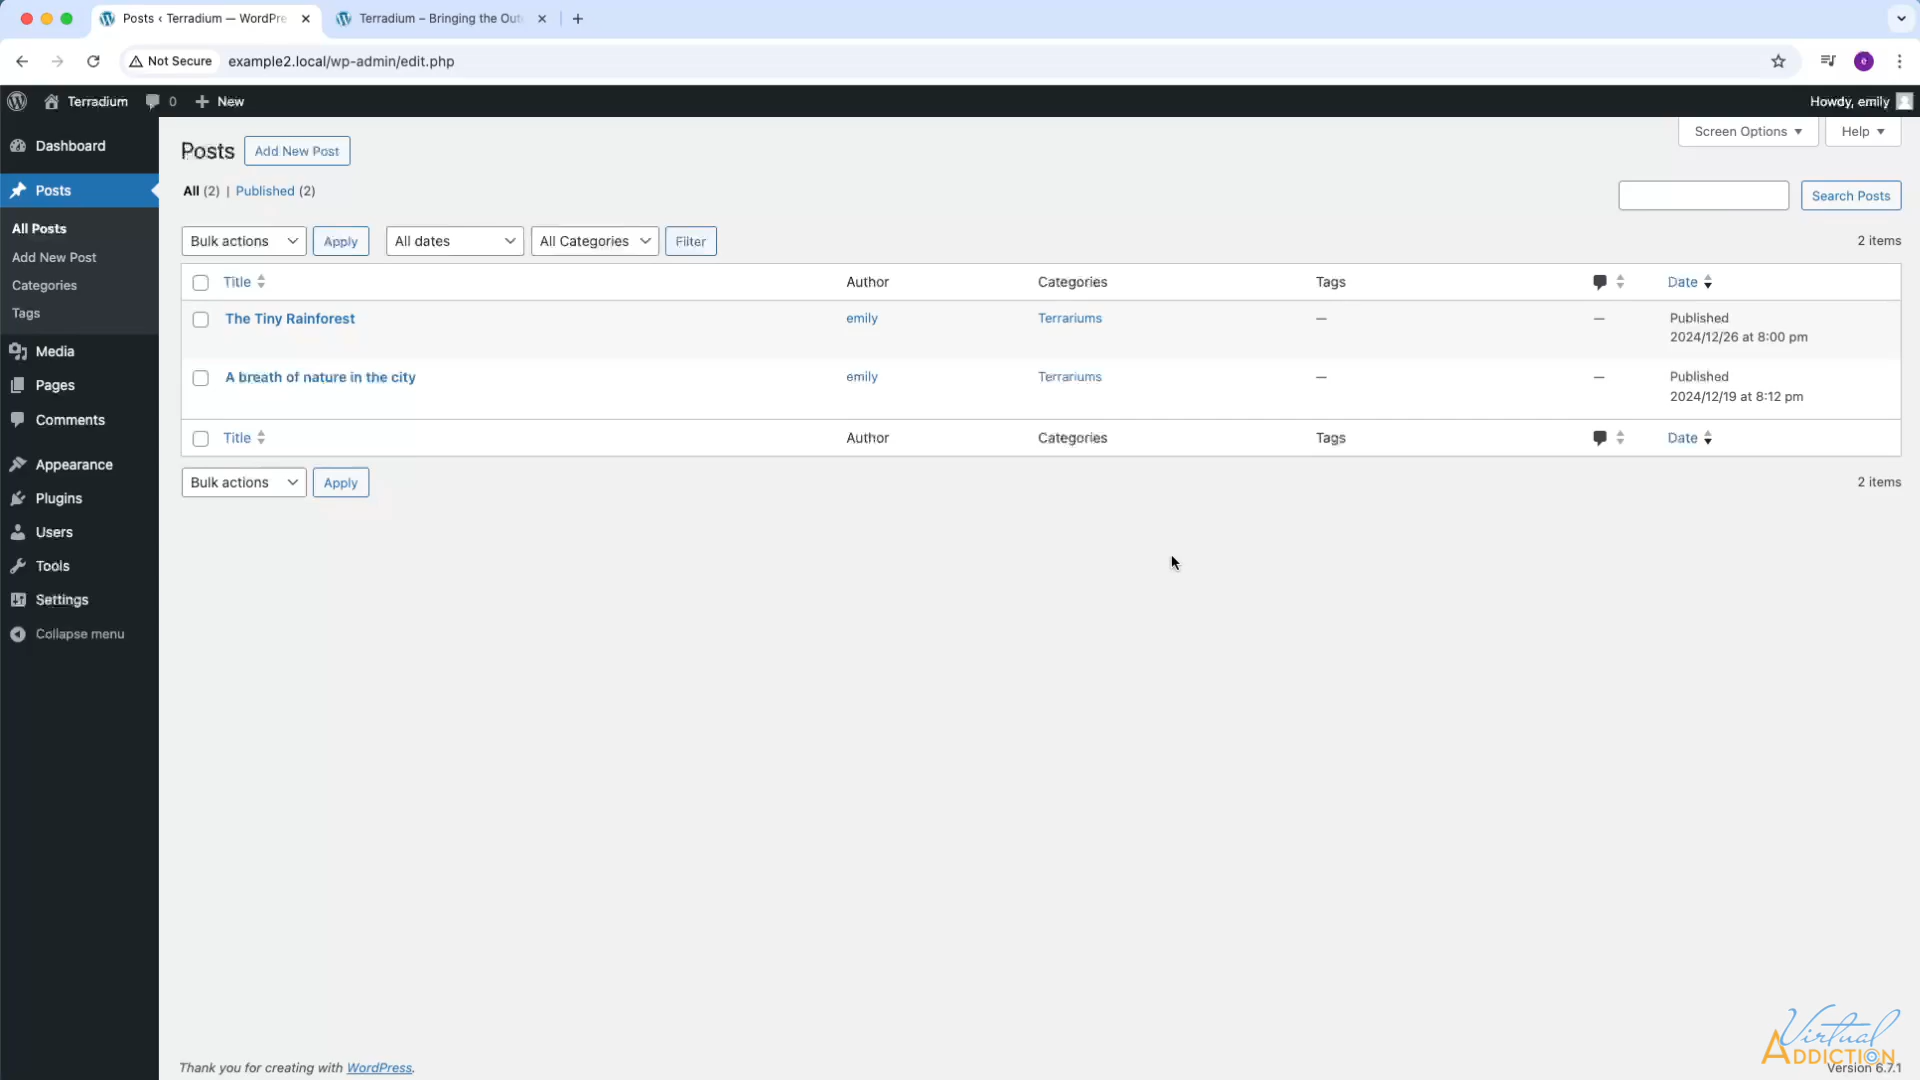 Posts ‹ Terradium — WordPre
Terradium – Bringing the Out
Not Secure
example2.local/wp-admin/edit.php
e
Terradium
0
New
Howdy, emily
Dashboard
Posts
All Posts
Add New Post
Categories
Tags
Media
Pages
Comments
Appearance
Plugins
Users
Tools
Settings
Collapse menu
Screen Options
Help
Posts
Add New Post
All (2) | Published (2)
Search Posts
Bulk actions Apply All dates All Categories Filter
2 items
Title Author Categories Tags Date
The Tiny Rainforest emily Terrariums — — Published
2024/12/26 at 8:00 pm
A breath of nature in the city emily Terrariums — — Published
2024/12/19 at 8:12 pm
Title Author Categories Tags Date
Bulk actions Apply
2 items
Thank you for creating with WordPress.
Virtual
ADDICTION
Version 6.7.1